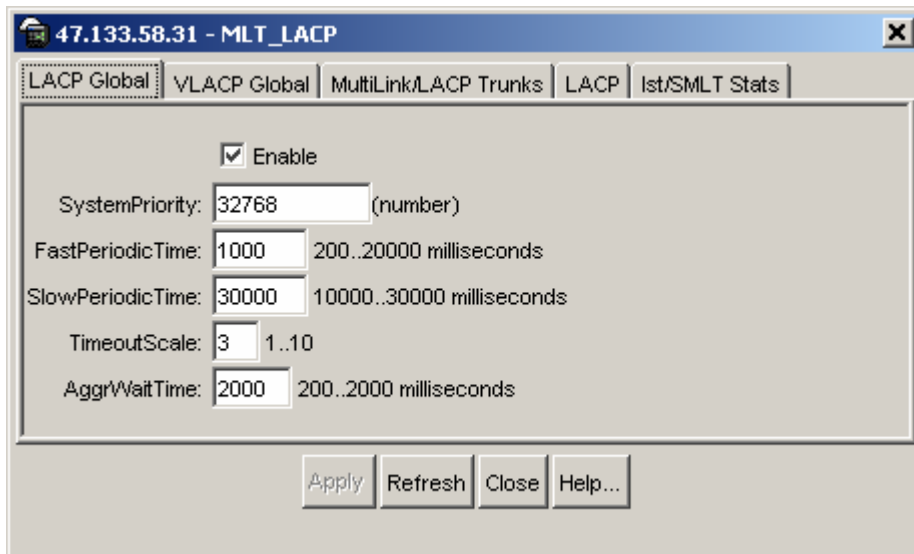 47.133.58.31 - MLT_LACP
LACP Global VLACP Global MultiLink/LACP Trunks LACP Ist/SMLT Stats
Enable
SystemPriority: 32768 (number)
FastPeriodicTime: 1000 200..20000 milliseconds
SlowPeriodicTime: 30000 10000..30000 milliseconds
TimeoutScale: 3 1..10
AggrWaitTime: 2000 200..2000 milliseconds
Apply Refresh Close Help...